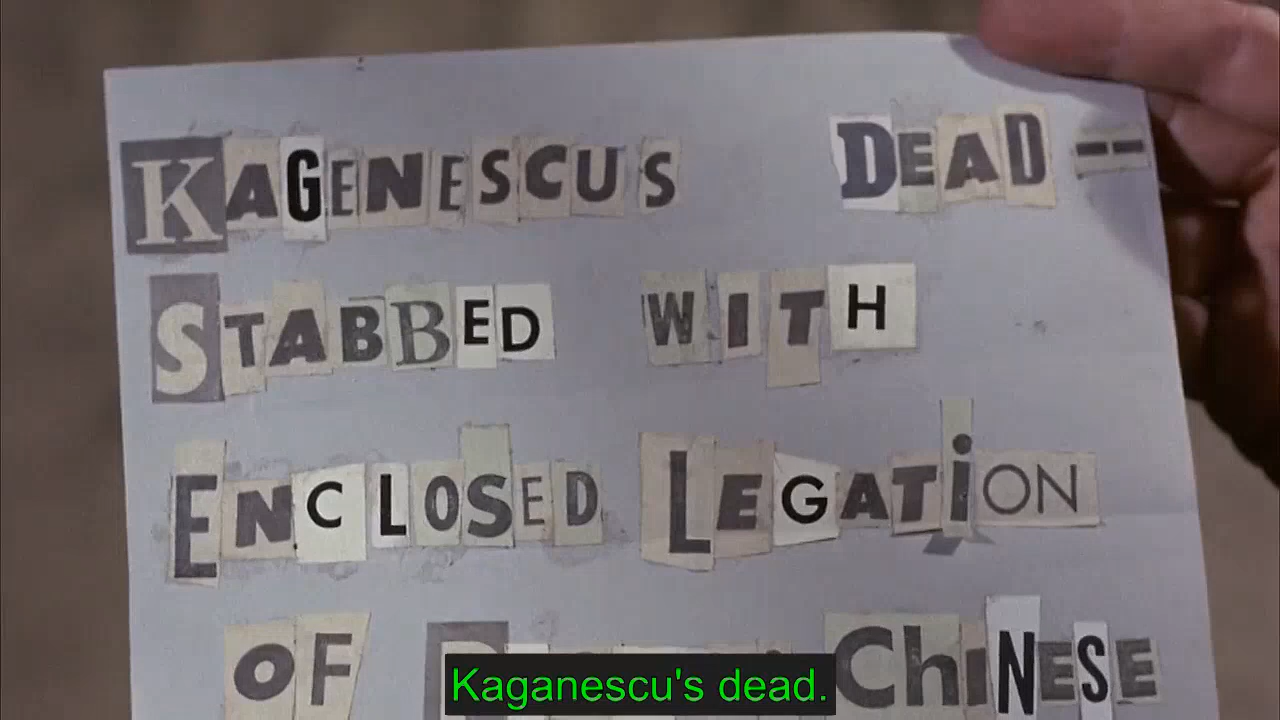 KAGENESCUS DEAD—
STABBED WITH
ENCLOSED LEGATiON
OF ChiNESE
Kaganescu's dead.